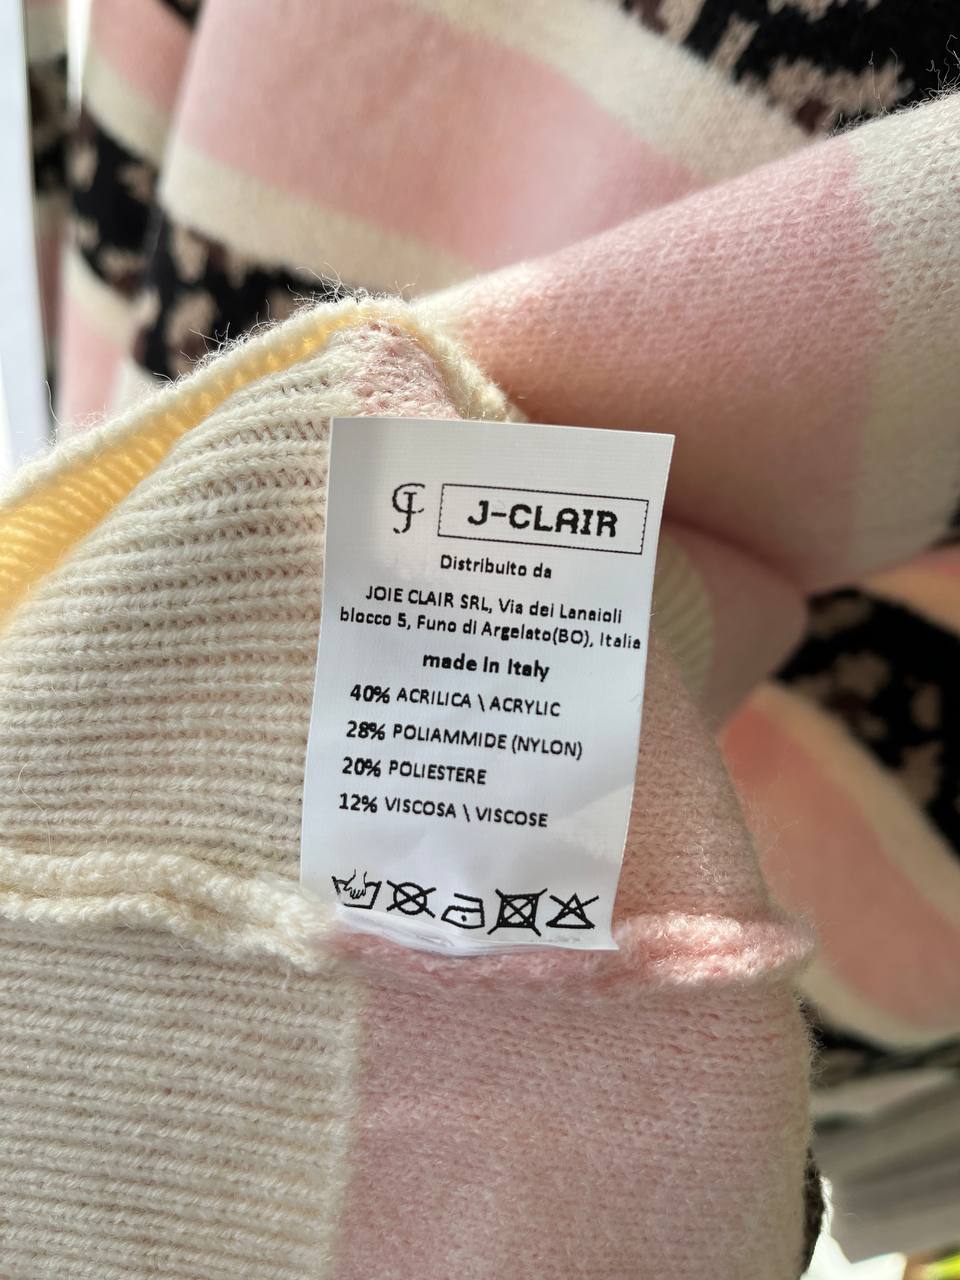 J-CLAIR
Distribuito da
JOIE CLAIR SRL, Via dei Lanaioli
blocco 5, Funo di Argelato(BO), Italia
made in Italy
40% ACRILICA \ ACRYLIC
28% POLIAMMIDE (NYLON)
20% POLIESTERE
12% VISCOSA \ VISCOSE